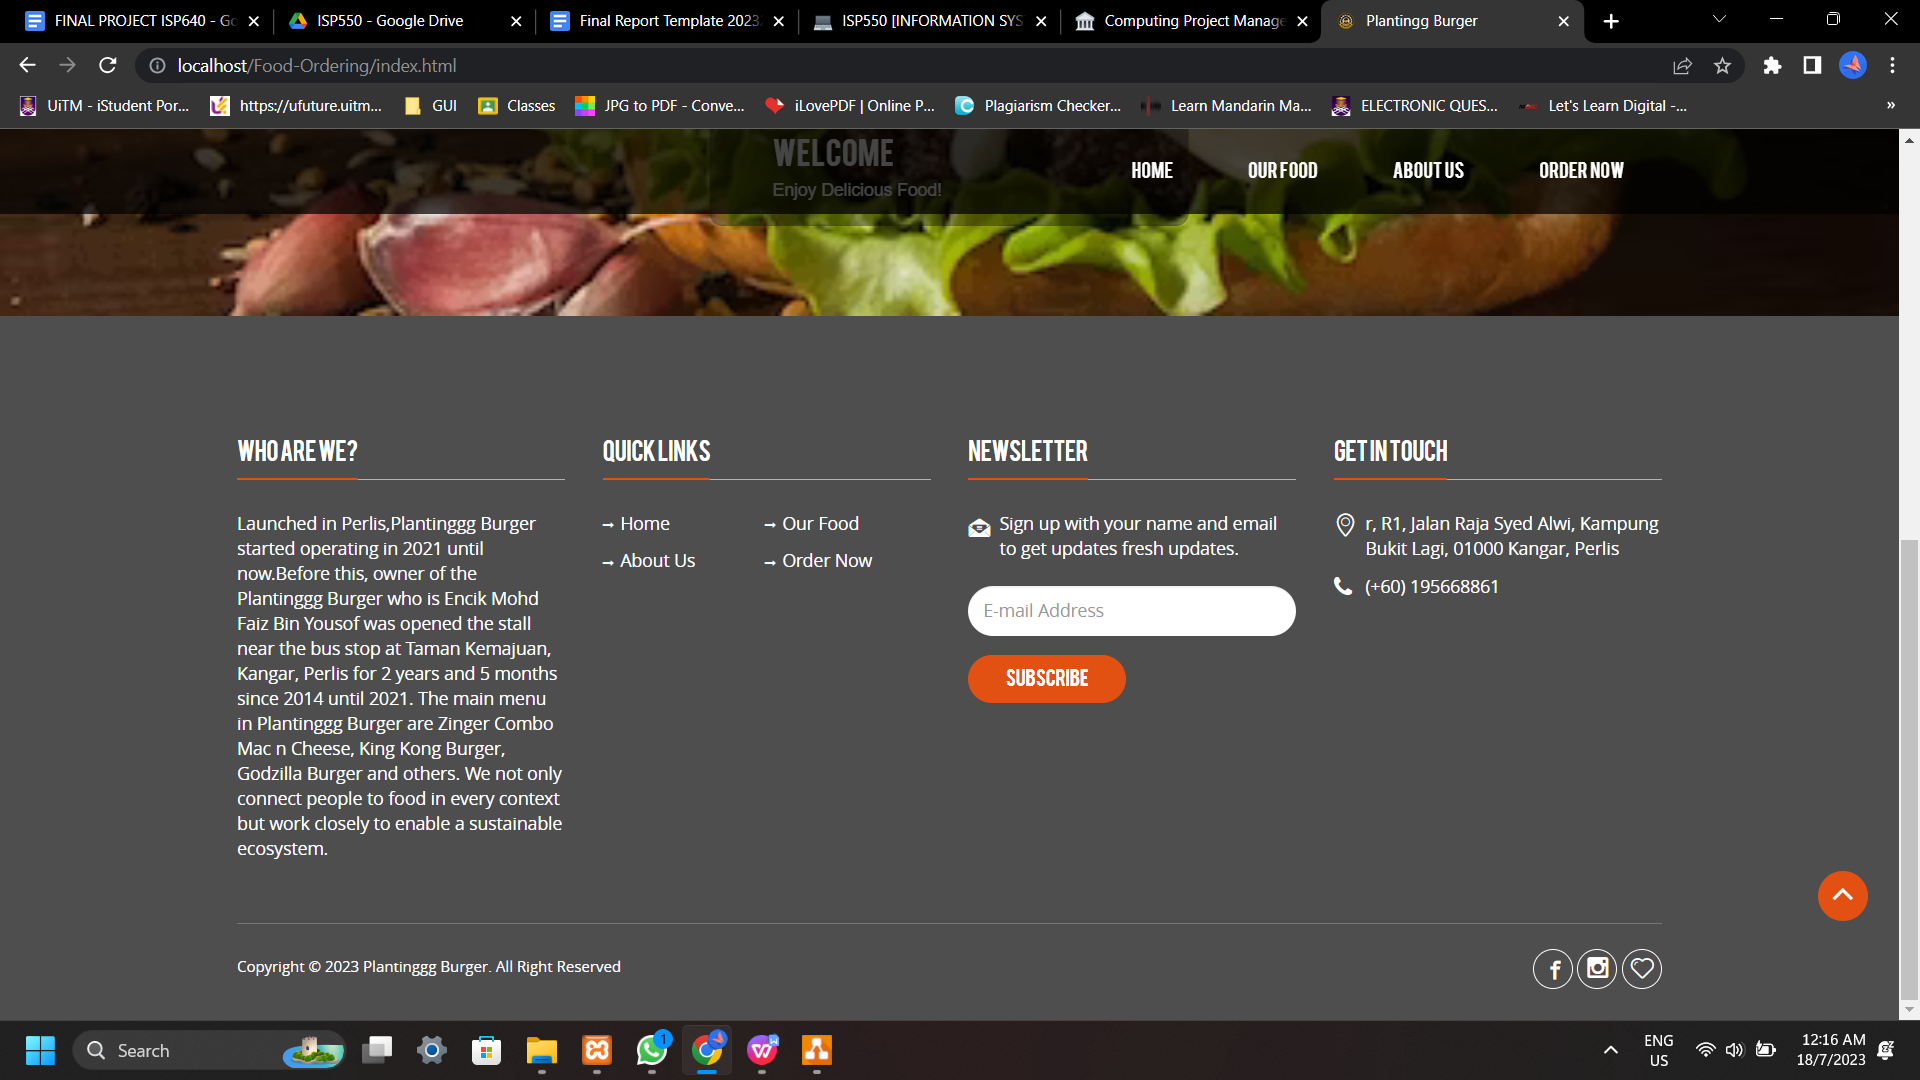 FINAL PROJECT ISP640 - Go
ISP550 - Google Drive
Final Report Template 2023
ISP550 [INFORMATION SYS
Computing Project Manage
Plantingg Burger
localhost/Food-Ordering/index.html
UiTM - iStudent Por...
https://ufuture.uitm...
GUI
Classes
JPG to PDF - Conve...
iLovePDF | Online P...
Plagiarism Checker...
Learn Mandarin Ma...
ELECTRONIC QUES...
Let's Learn Digital -...
WELCOME
Enjoy Delicious Food!
HOME
OUR FOOD
ABOUT US
ORDER NOW
WHO ARE WE?
Launched in Perlis,Plantinggg Burger
started operating in 2021 until
now.Before this, owner of the
Plantinggg Burger who is Encik Mohd
Faiz Bin Yousof was opened the stall
near the bus stop at Taman Kemajuan,
Kangar, Perlis for 2 years and 5 months
since 2014 until 2021. The main menu
in Plantinggg Burger are Zinger Combo
Mac n Cheese, King Kong Burger,
Godzilla Burger and others. We not only
connect people to food in every context
but work closely to enable a sustainable
ecosystem.
QUICK LINKS
Home
Our Food
About Us
Order Now
NEWSLETTER
Sign up with your name and email
to get updates fresh updates.
E-mail Address
SUBSCRIBE
GET IN TOUCH
r, R1, Jalan Raja Syed Alwi, Kampung
Bukit Lagi, 01000 Kangar, Perlis
(+60) 195668861
Copyright © 2023 Plantinggg Burger. All Right Reserved
Search
1
ENG
US
12:16 AM
18/7/2023